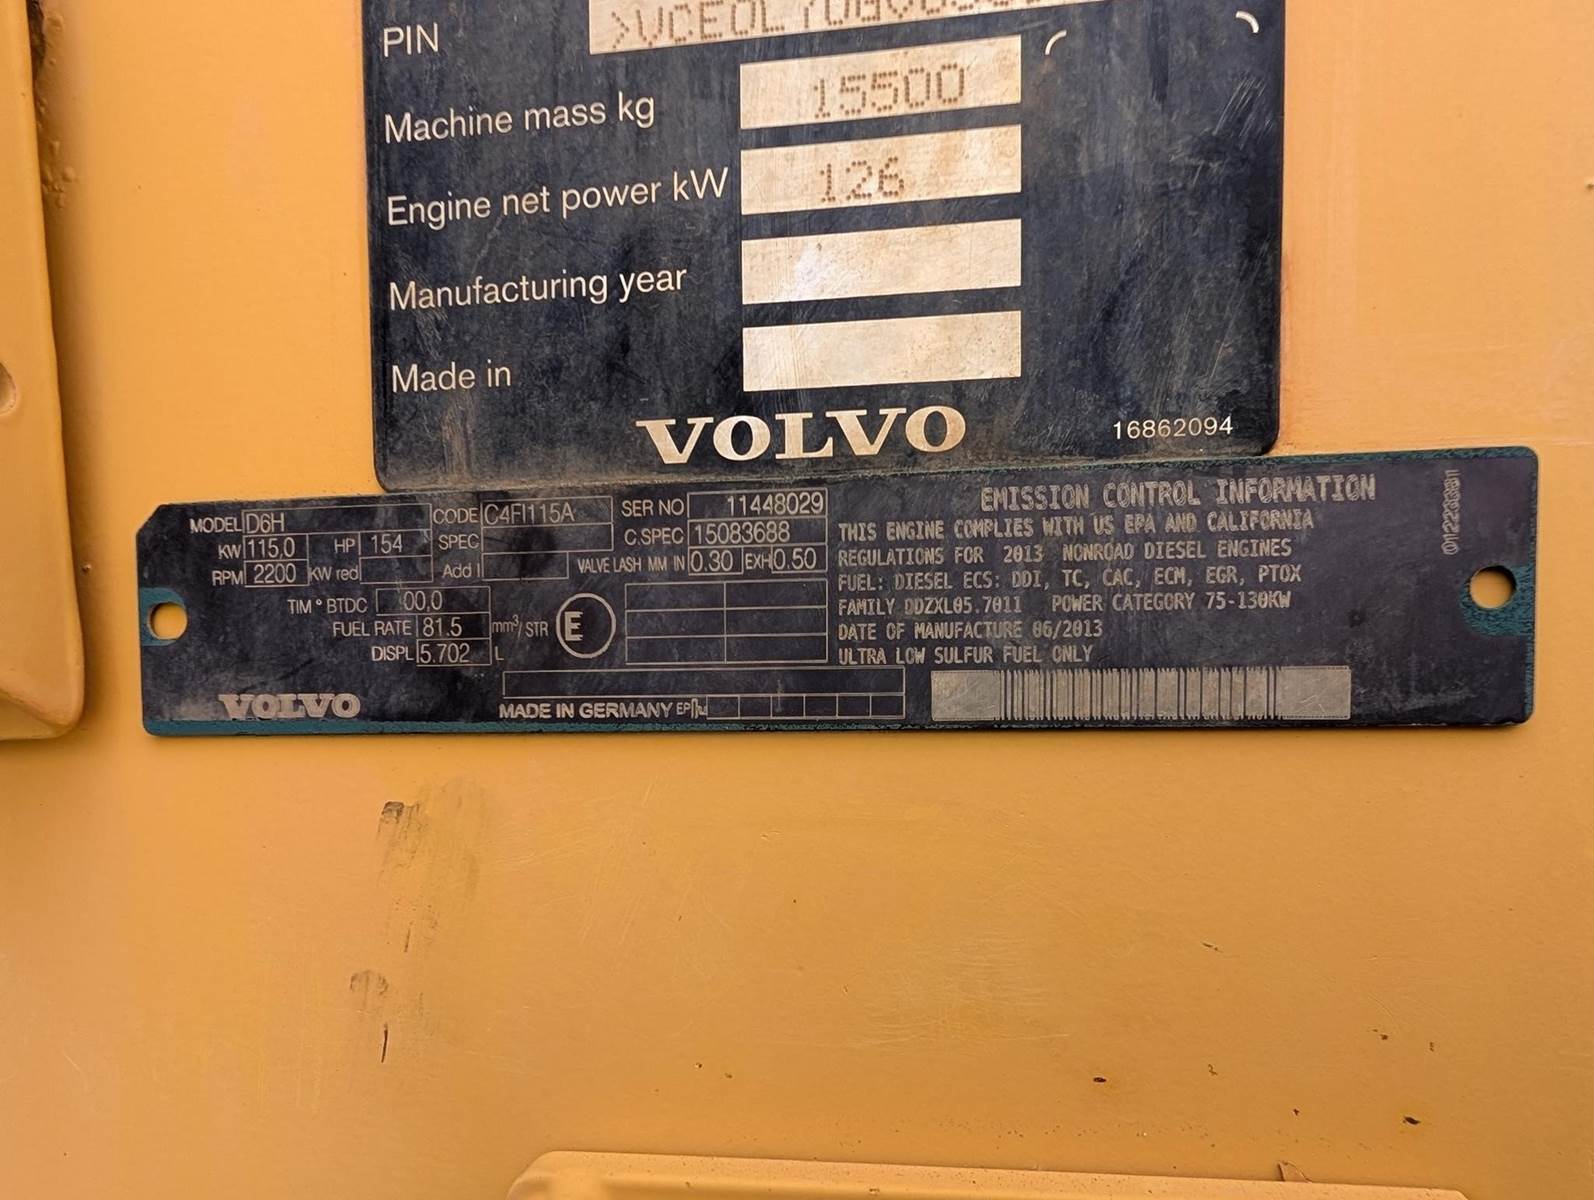 PIN
Machine mass kg 15500
Engine net power kW 126
Manufacturing year
Made in
VOLVO 16862094
MODEL D6H CODE C4FI115A SER NO 11448029
KW 115,0 HP 154 SPEC C.SPEC 15083688
RPM 2200 KW red Add I VALVE LASH MM IN 0.30 EXH 0.50
TIM ° BTDC 00,0
FUEL RATE 81.5 mm³/STR E
DISPL 5.702 L
VOLVO MADE IN GERMANY EP
EMISSION CONTROL INFORMATION
THIS ENGINE COMPLIES WITH US EPA AND CALIFORNIA
REGULATIONS FOR 2013 NONROAD DIESEL ENGINES
FUEL: DIESEL ECS: DDI, TC, CAC, ECM, EGR, PTOX
FAMILY DDZXL05.7011 POWER CATEGORY 75-130KW
DATE OF MANUFACTURE 06/2013
ULTRA LOW SULFUR FUEL ONLY